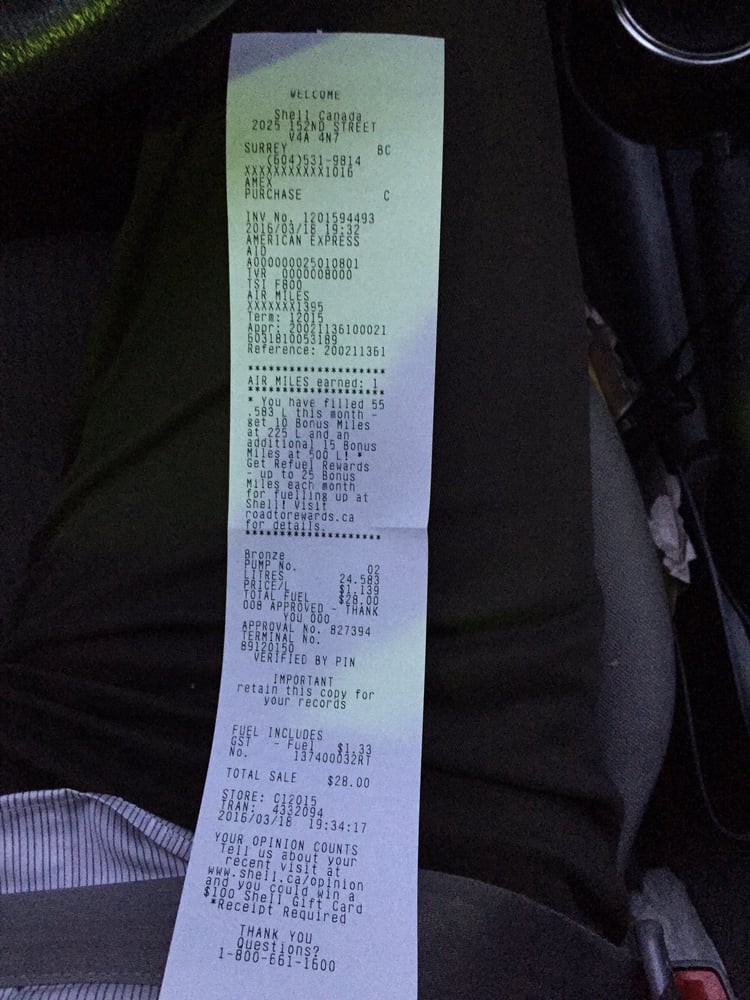 WELCOME
Shell Canada
2025 152ND STREET
V4A 4N7
SURREY BC
(604)531-9814
XXXXXXXXXXX1016
AMEX
PURCHASE C
INV No. 1201594493
2016/03/18 19:32
AMERICAN EXPRESS
AID
A000000025010801
TVR 0000008000
TSI F800
AIR MILES
XXXXXXX1395
Term: 12015
Appr: 20021136100021
6031810053189
Reference: 200211361
********************
AIR MILES earned: 1
********************
* You have filled 55
.583 L this month -
get 10 Bonus Miles
at 225 L and an
additional 15 Bonus
Miles at 500 L! *
Get Refuel Rewards
- up to 25 Bonus
Miles each month
for fuelling up at
Shell! Visit
roadtorewards.ca
for details.
********************
Bronze
PUMP No. 02
LITRES 24.583
PRICE/L $1.139
TOTAL FUEL $28.00
008 APPROVED - THANK
YOU 000
APPROVAL No. 827394
TERMINAL No.
89120150
VERIFIED BY PIN
IMPORTANT
retain this copy for
your records
FUEL INCLUDES
GST - Fuel $1.33
No. 137400032RT
TOTAL SALE $28.00
STORE: C12015
TRAN: 4332094
2016/03/18 19:34:17
YOUR OPINION COUNTS
Tell us about your
recent visit at
www.shell.ca/opinion
and you could win a
$100 Shell Gift Card
*Receipt Required
THANK YOU
Questions?
1-800-661-1600